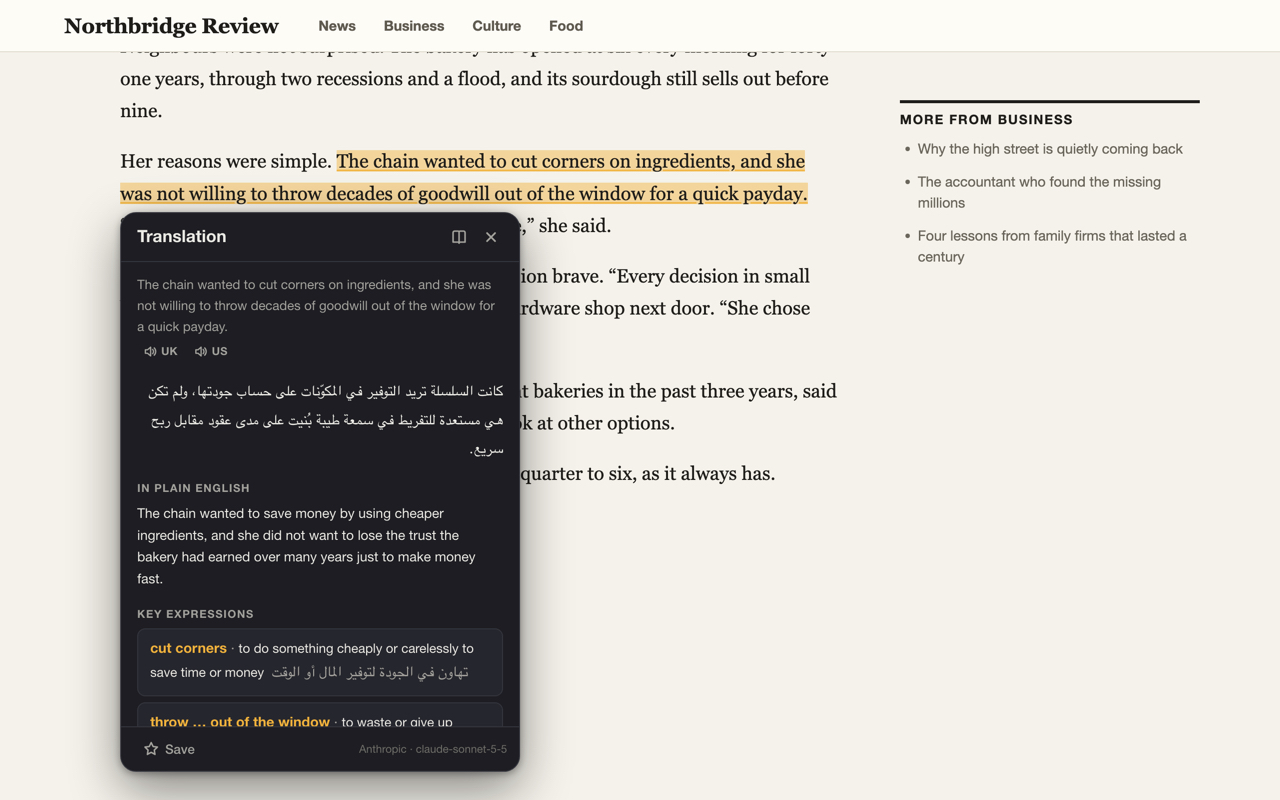 Northbridge Review
News Business Culture Food
one years, through two recessions and a flood, and its sourdough still sells out before
nine.
Her reasons were simple. The chain wanted to cut corners on ingredients, and she
was not willing to throw decades of goodwill out of the window for a quick payday.
,” she said.
ion brave. “Every decision in small
rdware shop next door. “She chose
t bakeries in the past three years, said
ok at other options.
quarter to six, as it always has.
Translation
The chain wanted to cut corners on ingredients, and she was
not willing to throw decades of goodwill out of the window for
a quick payday.
UK US
كانت السلسلة تريد التوفير في المكوّنات على حساب جودتها، ولم تكن
هي مستعدة للتفريط في سمعة طيبة بُنيت على مدى عقود مقابل ربح
سريع.
IN PLAIN ENGLISH
The chain wanted to save money by using cheaper
ingredients, and she did not want to lose the trust the
bakery had earned over many years just to make money
fast.
KEY EXPRESSIONS
cut corners · to do something cheaply or carelessly to
save time or money تهاون في الجودة لتوفير المال أو الوقت
throw … out of the window · to waste or give up
Save
Anthropic · claude-sonnet-5-5
MORE FROM BUSINESS
• Why the high street is quietly coming back
• The accountant who found the missing
millions
• Four lessons from family firms that lasted a
century